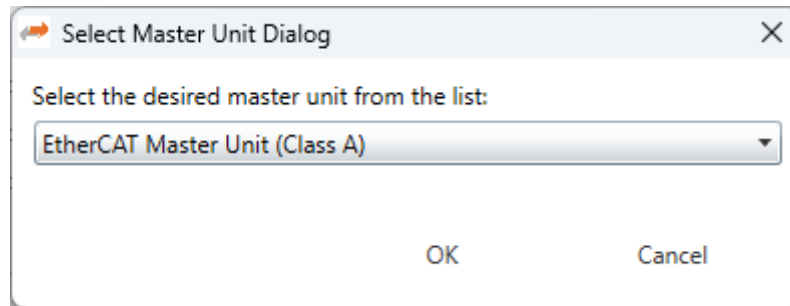 Select Master Unit Dialog
Select the desired master unit from the list:
EtherCAT Master Unit (Class A)
OK Cancel